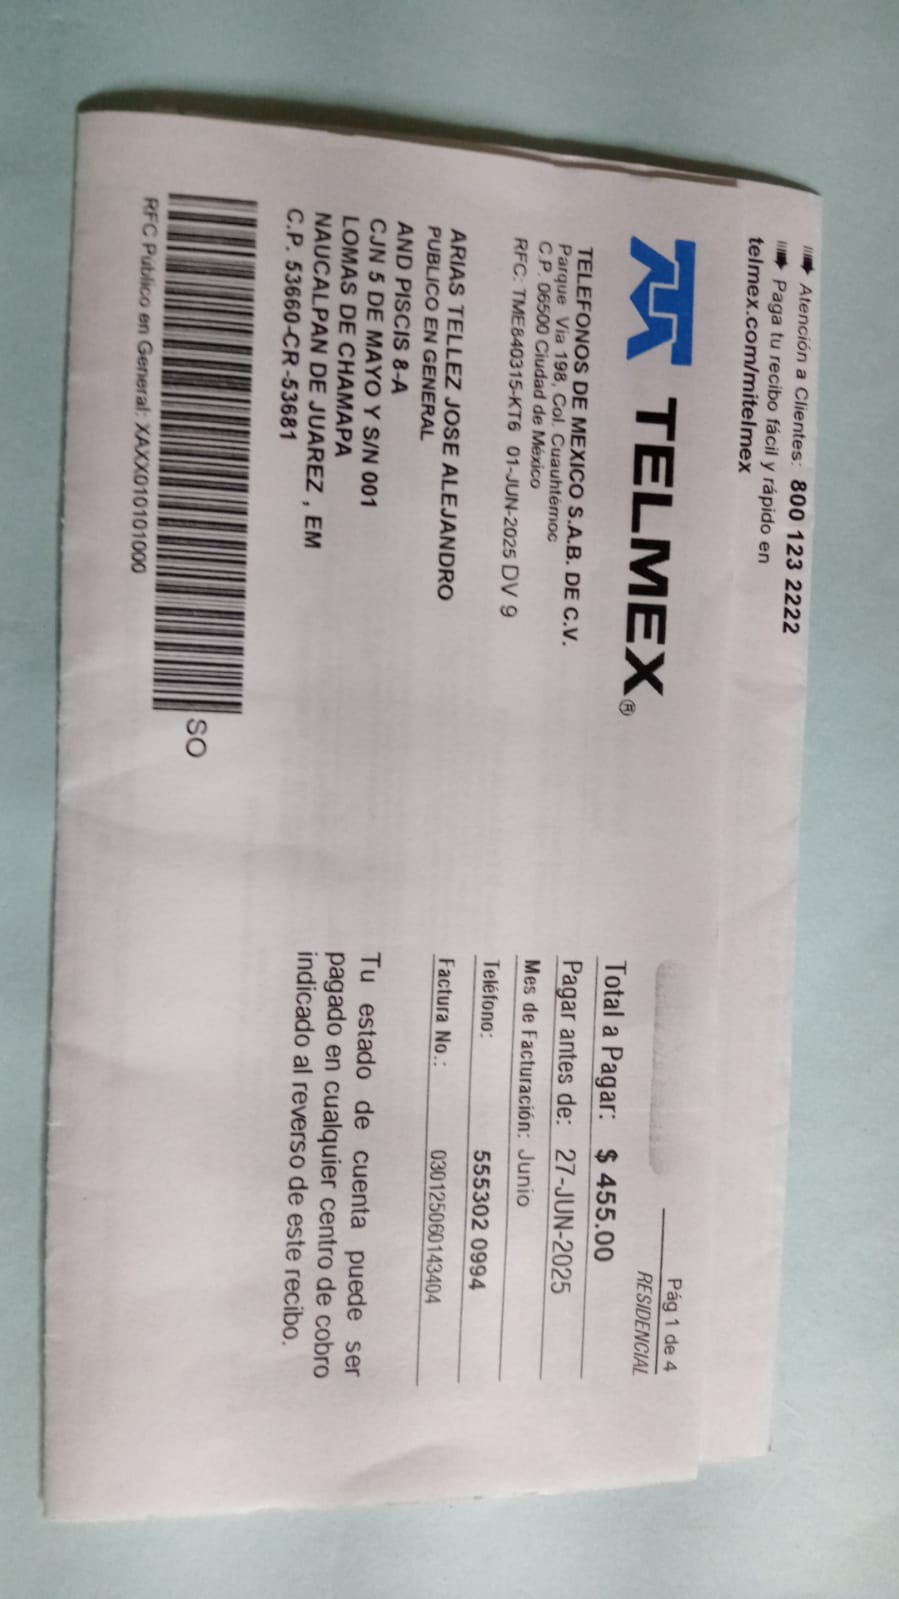 Atención a Clientes: 800 123 2222
Paga tu recibo fácil y rápido en
telmex.com/mitelmex
TELMEX®
TELEFONOS DE MEXICO S.A.B. DE C.V.
Parque Via 198, Col. Cuauhtémoc
C.P. 06500 Ciudad de México
RFC: TME840315-KT6 01-JUN-2025 DV 9
ARIAS TELLEZ JOSE ALEJANDRO
PUBLICO EN GENERAL
AND PISCIS 8-A
CJN 5 DE MAYO Y S/N 001
LOMAS DE CHAMAPA
NAUCALPAN DE JUAREZ , EM
C.P. 53660-CR -53681
SO
RFC Publico en General: XAXX010101000
Pág 1 de 4
RESIDENCIAL
Total a Pagar: $ 455.00
Pagar antes de: 27-JUN-2025
Mes de Facturación: Junio
Teléfono: 555302 0994
Factura No.: 030125060143404
Tu estado de cuenta puede ser
pagado en cualquier centro de cobro
indicado al reverso de este recibo.